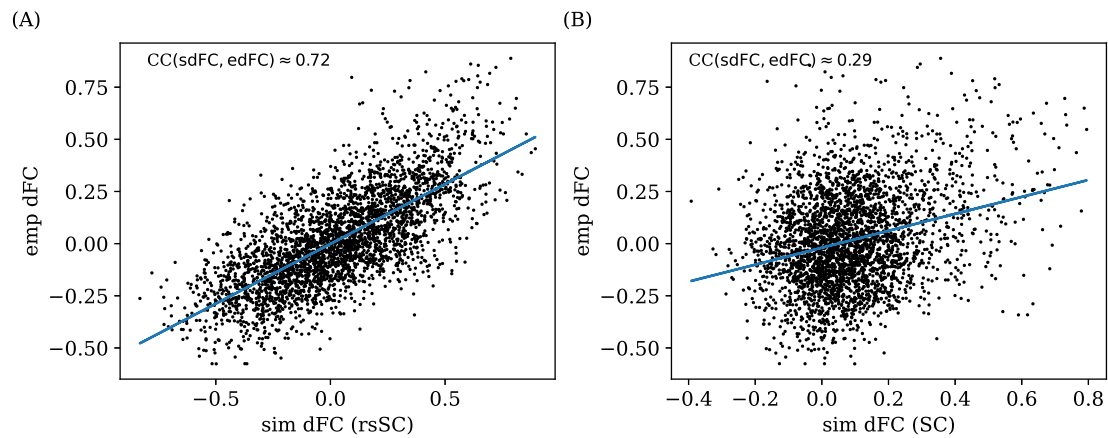 (A)
CC(sdFC, edFC) ≈ 0.72
emp dFC
0.75
0.50
0.25
0.00
−0.25
−0.50
−0.5 0.0 0.5
sim dFC (rsSC)
(B)
CC(sdFC, edFC) ≈ 0.29
emp dFC
0.75
0.50
0.25
0.00
−0.25
−0.50
−0.4 −0.2 0.0 0.2 0.4 0.6 0.8
sim dFC (SC)